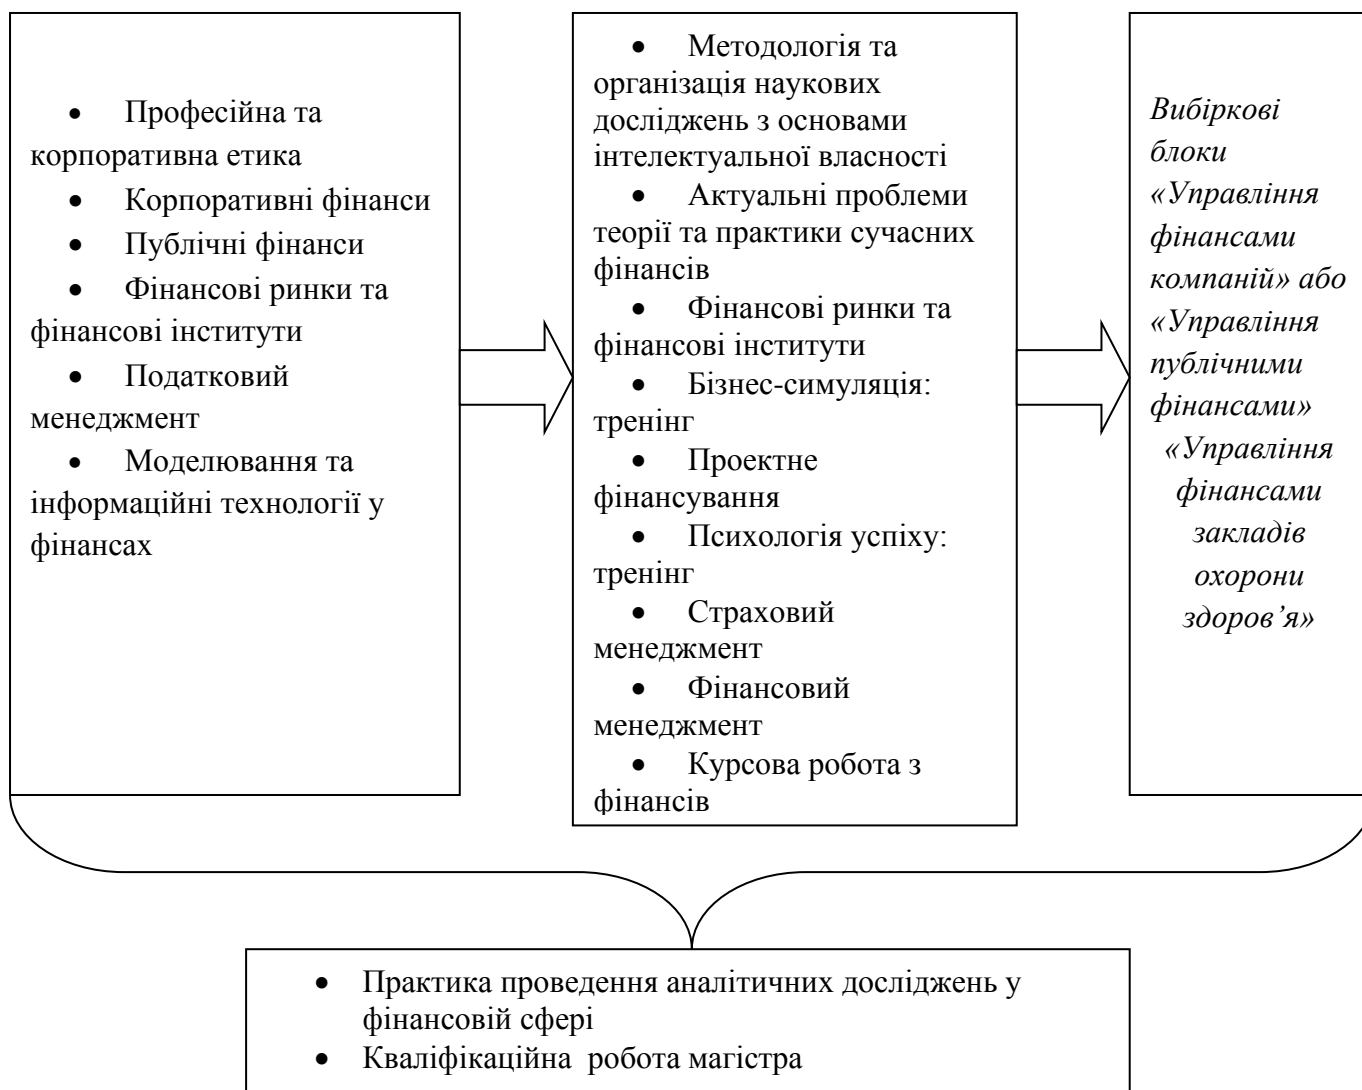 • Професійна та
корпоративна етика
• Корпоративні фінанси
• Публічні фінанси
• Фінансові ринки та
фінансові інститути
• Податковий
менеджмент
• Моделювання та
інформаційні технології у
фінансах
• Методологія та
організація наукових
досліджень з основами
інтелектуальної власності
• Актуальні проблеми
теорії та практики сучасних
фінансів
• Фінансові ринки та
фінансові інститути
• Бізнес-симуляція:
тренінг
• Проектне
фінансування
• Психологія успіху:
тренінг
• Страховий
менеджмент
• Фінансовий
менеджмент
• Курсова робота з
фінансів
Вибіркові
блоки
«Управління
фінансами
компаній» або
«Управління
публічними
фінансами»
«Управління
фінансами
закладів
охорони
здоров’я»
• Практика проведення аналітичних досліджень у
фінансовій сфері
• Кваліфікаційна робота магістра